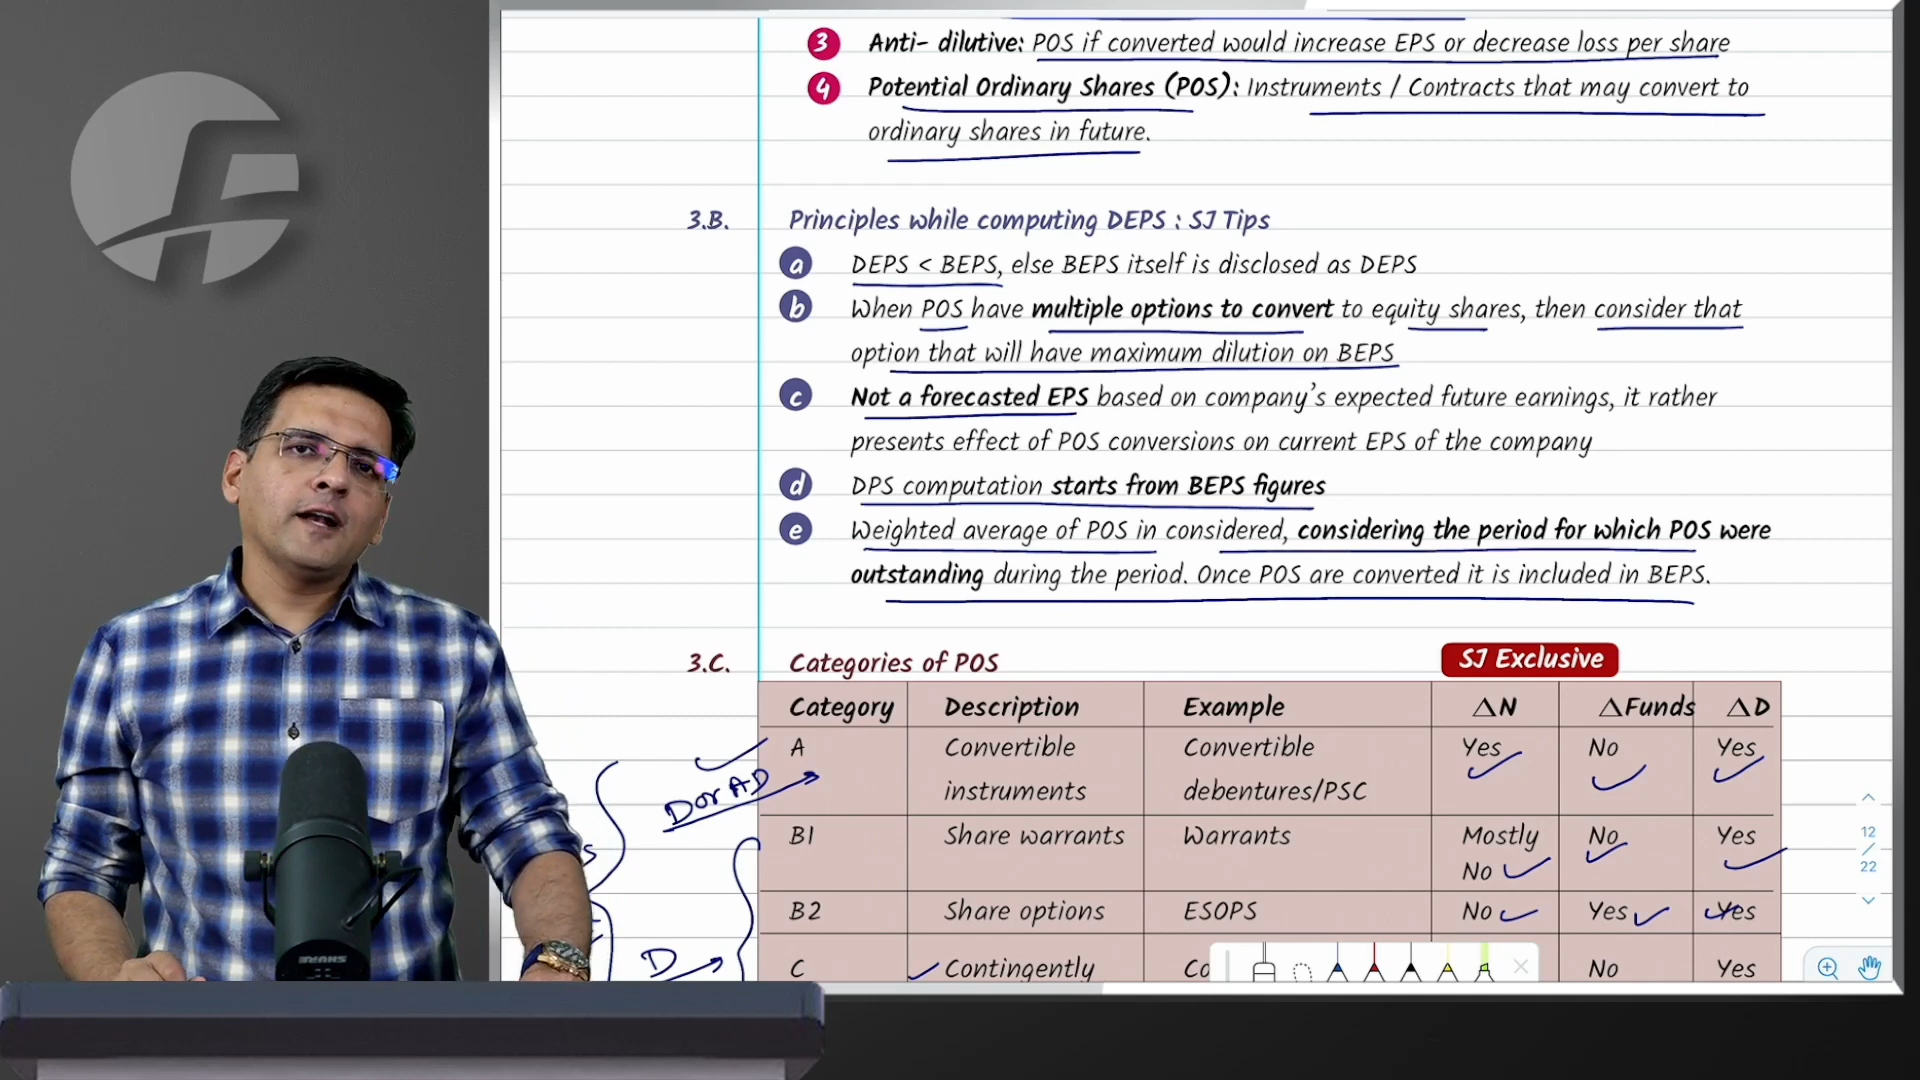 3 Anti- dilutive: POS if converted would increase EPS or decrease loss per share
4 Potential Ordinary Shares (POS): Instruments / Contracts that may convert to
ordinary shares in future.
3.B. Principles while computing DEPS : SJ Tips
a DEPS < BEPS, else BEPS itself is disclosed as DEPS
b When POS have multiple options to convert to equity shares, then consider that
option that will have maximum dilution on BEPS
c Not a forecasted EPS based on company's expected future earnings, it rather
presents effect of POS conversions on current EPS of the company
d DPS computation starts from BEPS figures
e Weighted average of POS in considered, considering the period for which POS were
outstanding during the period. Once POS are converted it is included in BEPS.
3.C. Categories of POS SJ Exclusive
Category Description Example ΔN ΔFunds ΔD
A Convertible Convertible Yes No Yes
instruments debentures/PSC
D or AD
B1 Share warrants Warrants Mostly No Yes
No
B2 Share options ESOPS No Yes Yes
D
C Contingently Co No Yes
12
/
22
SHURE